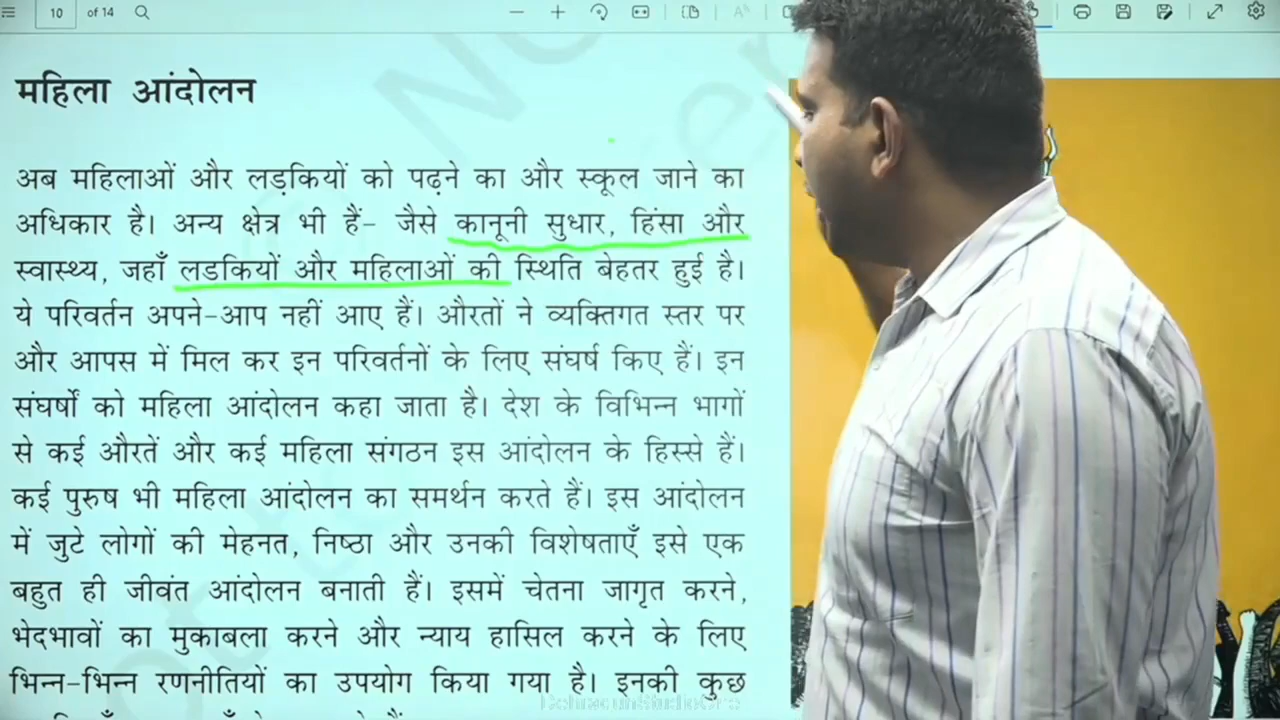 10 of 14
महिला आंदोलन
अब महिलाओं और लड़कियों को पढ़ने का और स्कूल जाने का
अधिकार है। अन्य क्षेत्र भी हैं- जैसे कानूनी सुधार, हिंसा और
स्वास्थ्य, जहाँ लडकियों और महिलाओं की स्थिति बेहतर हुई है।
ये परिवर्तन अपने-आप नहीं आए हैं। औरतों ने व्यक्तिगत स्तर पर
और आपस में मिल कर इन परिवर्तनों के लिए संघर्ष किए हैं। इन
संघर्षों को महिला आंदोलन कहा जाता है। देश के विभिन्न भागों
से कई औरतें और कई महिला संगठन इस आंदोलन के हिस्से हैं।
कई पुरुष भी महिला आंदोलन का समर्थन करते हैं। इस आंदोलन
में जुटे लोगों की मेहनत, निष्ठा और उनकी विशेषताएँ इसे एक
बहुत ही जीवंत आंदोलन बनाती हैं। इसमें चेतना जागृत करने,
भेदभावों का मुकाबला करने और न्याय हासिल करने के लिए
भिन्न-भिन्न रणनीतियों का उपयोग किया गया है। इनकी कुछ